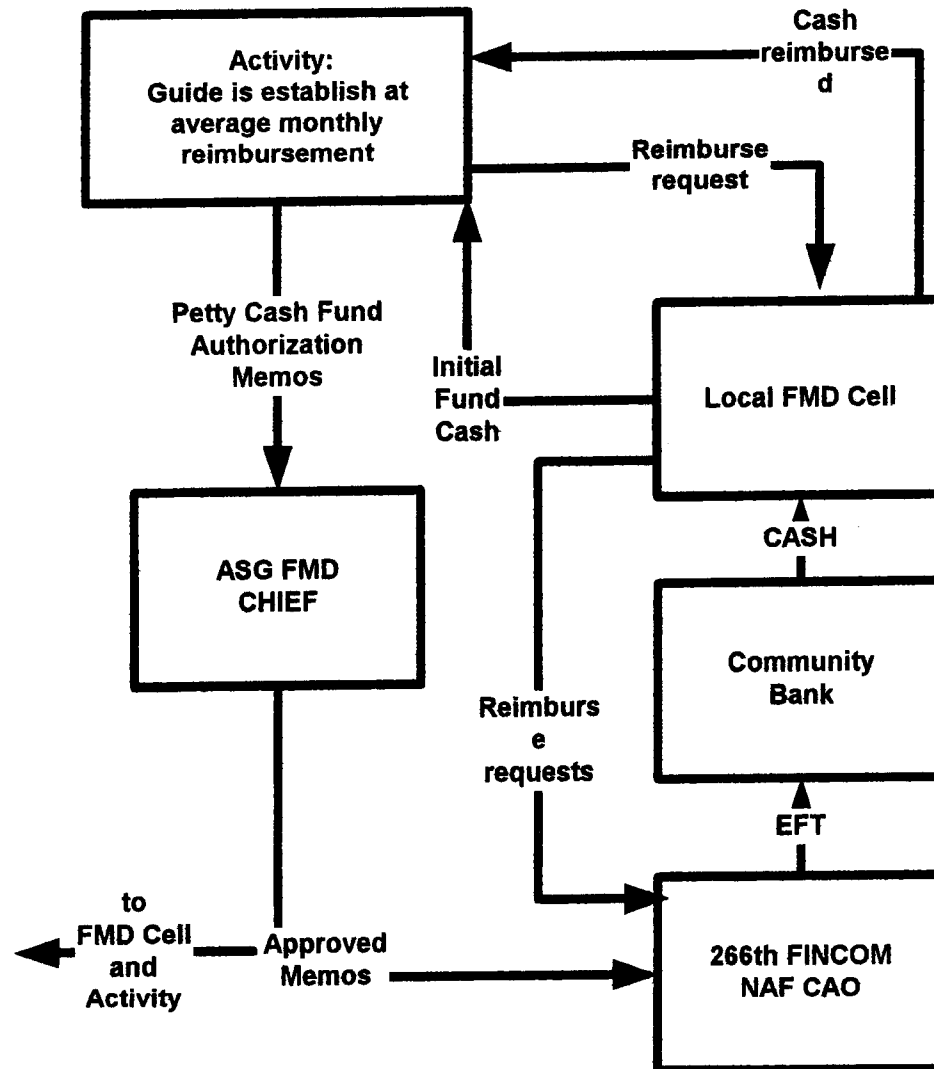 Activity:
Guide is establish at
average monthly
reimbursement
Cash
reimburse
d
Reimburse
request
Petty Cash Fund
Authorization
Memos
Initial
Fund
Cash
Local FMD Cell
ASG FMD
CHIEF
CASH
Community
Bank
Reimburs
e
requests
EFT
to
FMD Cell
and
Activity
Approved
Memos
266th FINCOM
NAF CAO